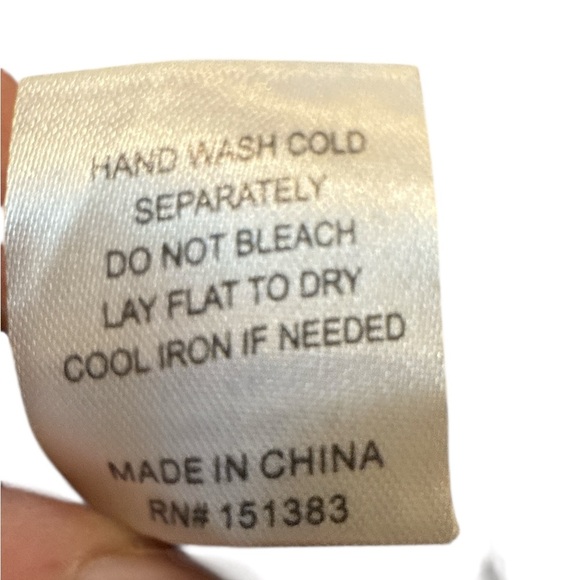 HAND WASH COLD
SEPARATELY
DO NOT BLEACH
LAY FLAT TO DRY
COOL IRON IF NEEDED
MADE IN CHINA
RN# 151383